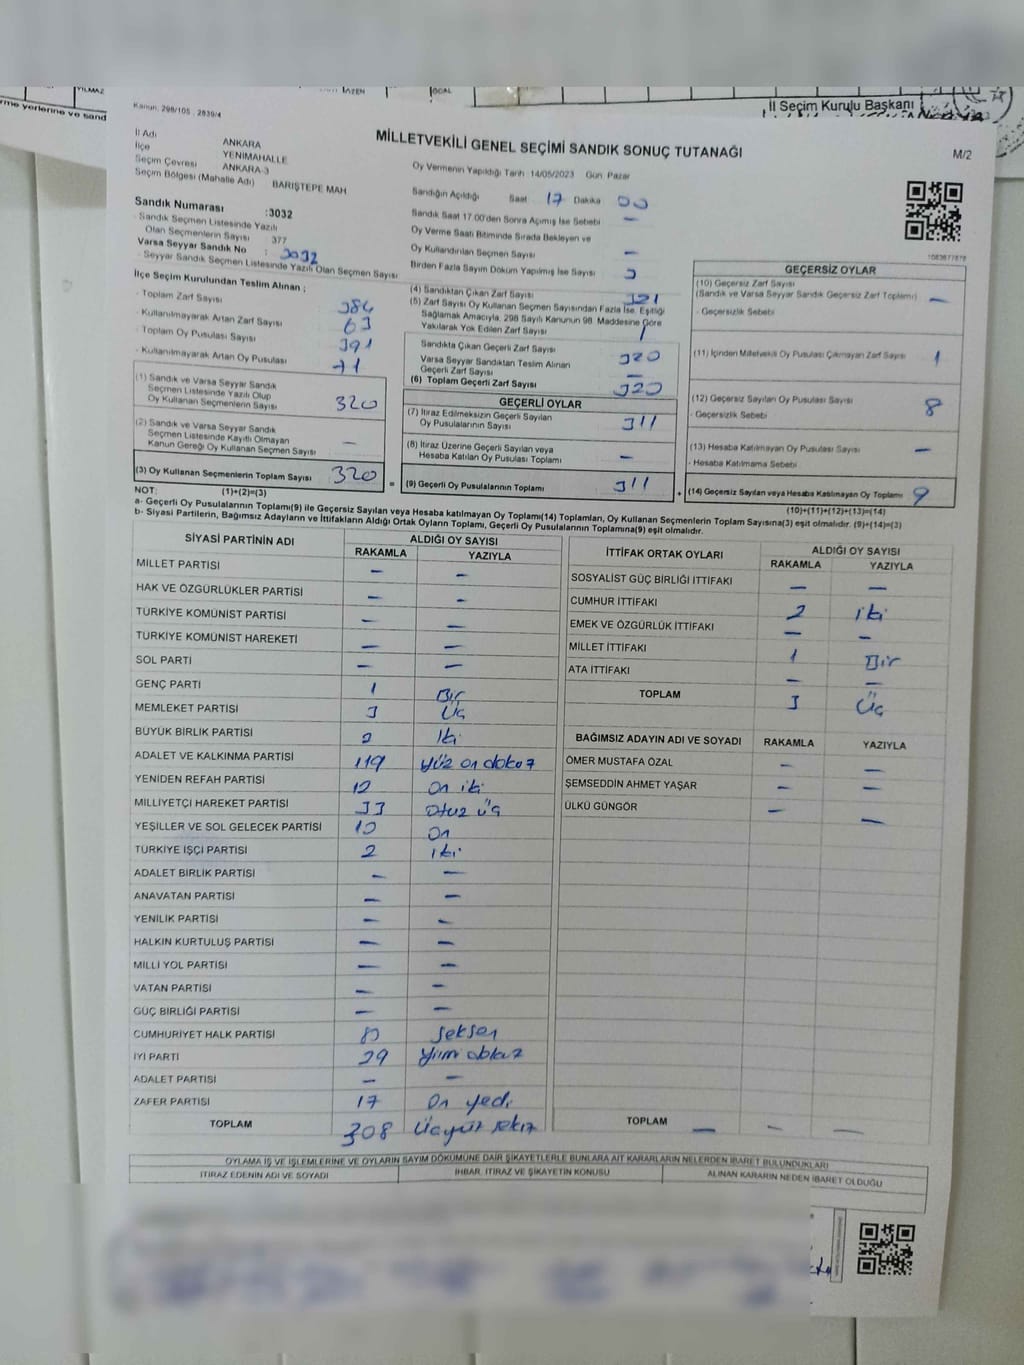 YILMAZ
İl Seçim Kurulu Başkanı
Kanun: 298/105 2839/4
MİLLETVEKİLİ GENEL SEÇİMİ SANDIK SONUÇ TUTANAĞI
M/2
İl Adı ANKARA
İlçe YENİMAHALLE
Seçim Çevresi ANKARA-3
Seçim Bölgesi (Mahalle Adı) BARIŞTEPE MAH
Sandık Numarası :3032
- Sandık Seçmen Listesinde Yazılı
Olan Seçmenlerin Sayısı : 377
Varsa Seyyar Sandık No : 3032
- Seyyar Sandık Seçmen Listesinde Yazılı Olan Seçmen Sayısı
İlçe Seçim Kurulundan Teslim Alınan ;
- Toplam Zarf Sayısı 384
- Kullanılmayarak Artan Zarf Sayısı 63
- Toplam Oy Pusulası Sayısı 391
- Kullanılmayarak Artan Oy Pusulası 71
(1) Sandık ve Varsa Seyyar Sandık
Seçmen Listesinde Yazılı Olup
Oy Kullanan Seçmenlerin Sayısı 320
(2) Sandık ve Varsa Seyyar Sandık
Seçmen Listesinde Kayıtlı Olmayan
Kanun Gereği Oy Kullanan Seçmen Sayısı —
(3) Oy Kullanan Seçmenlerin Toplam Sayısı 320 =
(1)+(2)=(3)
Oy Vermenin Yapıldığı Tarih :14/05/2023 Gün: Pazar
Sandığın Açıldığı Saat 17 Dakika 00
Sandık Saat 17.00'den Sonra Açımış İse Sebebi —
Oy Verme Saati Bitiminde Sırada Bekleyen ve
Oy Kullandırılan Seçmen Sayısı —
Birden Fazla Sayım Döküm Yapılmış İse Sayısı
(4) Sandıktan Çıkan Zarf Sayısı 321
(5) Zarf Sayısı Oy Kullanan Seçmen Sayısından Fazla İse, Eşitliği
Sağlamak Amacıyla, 298 Sayılı Kanunun 98. Maddesine Göre
Yakılarak Yok Edilen Zarf Sayısı 1
Sandıkta Çıkan Geçerli Zarf Sayısı 320
Varsa Seyyar Sandıktan Teslim Alınan
Geçerli Zarf Sayısı —
(6) Toplam Geçerli Zarf Sayısı 320
GEÇERLİ OYLAR
(7) İtiraz Edilmeksizin Geçerli Sayılan
Oy Pusulalarının Sayısı 311
(8) İtiraz Üzerine Geçerli Sayılan veya
Hesaba Katılan Oy Pusulası Toplamı —
(9) Geçerli Oy Pusulalarının Toplamı 311 +
1083677878
GEÇERSİZ OYLAR
(10) Geçersiz Zarf Sayısı
(Sandık ve Varsa Seyyar Sandık Geçersiz Zarf Toplamı) —
- Geçersizlik Sebebi
(11) İçinden Milletvekili Oy Pusulası Çıkmayan Zarf Sayısı 1
(12) Geçersiz Sayılan Oy Pusulası Sayısı 8
- Geçersizlik Sebebi
(13) Hesaba Katılmayan Oy Pusulası Sayısı —
- Hesaba Katılmama Sebebi
(14) Geçersiz Sayılan veya Hesaba Katılmayan Oy Toplamı 9
(10)+(11)+(12)+(13)=(14)
NOT:
a- Geçerli Oy Pusulalarının Toplamı(9) ile Geçersiz Sayılan veya Hesaba katılmayan Oy Toplamı(14) Toplamları, Oy Kullanan Seçmenlerin Toplam Sayısına(3) eşit olmalıdır. (9)+(14)=(3)
b- Siyasi Partilerin, Bağımsız Adayların ve İttifakların Aldığı Ortak Oyların Toplamı, Geçerli Oy Pusulalarının Toplamına(9) eşit olmalıdır.
SİYASİ PARTİNİN ADI ALDIĞI OY SAYISI
RAKAMLA YAZIYLA
MİLLET PARTİSİ — —
HAK VE ÖZGÜRLÜKLER PARTİSİ — —
TÜRKİYE KOMÜNİST PARTİSİ — —
TÜRKİYE KOMÜNİST HAREKETİ — —
SOL PARTİ — —
GENÇ PARTİ 1 Bir
MEMLEKET PARTİSİ 3 Üç
BÜYÜK BİRLİK PARTİSİ 2 İki
ADALET VE KALKINMA PARTİSİ 119 yüz on dokuz
YENİDEN REFAH PARTİSİ 12 On iki
MİLLİYETÇİ HAREKET PARTİSİ 33 Otuz üç
YEŞİLLER VE SOL GELECEK PARTİSİ 10 On
TÜRKİYE İŞÇİ PARTİSİ 2 iki
ADALET BİRLİK PARTİSİ — —
ANAVATAN PARTİSİ — —
YENİLİK PARTİSİ — —
HALKIN KURTULUŞ PARTİSİ — —
MİLLİ YOL PARTİSİ — —
VATAN PARTİSİ — —
GÜÇ BİRLİĞİ PARTİSİ — —
CUMHURİYET HALK PARTİSİ 80 seksen
İYİ PARTİ 29
ADALET PARTİSİ — —
ZAFER PARTİSİ 17 On yedi
TOPLAM 308 Üçyüz sekiz
İTTİFAK ORTAK OYLARI ALDIĞI OY SAYISI
RAKAMLA YAZIYLA
SOSYALİST GÜÇ BİRLİĞİ İTTİFAKI — —
CUMHUR İTTİFAKI 2 iki
EMEK VE ÖZGÜRLÜK İTTİFAKI — —
MİLLET İTTİFAKI 1 Bir
ATA İTTİFAKI — —
TOPLAM 3 Üç
BAĞIMSIZ ADAYIN ADI VE SOYADI RAKAMLA YAZIYLA
ÖMER MUSTAFA ÖZAL — —
ŞEMSEDDİN AHMET YAŞAR — —
ÜLKÜ GÜNGÖR — —
TOPLAM — — —
OYLAMA İŞ VE İŞLEMLERİNE VE OYLARIN SAYIM DÖKÜMÜNE DAİR ŞİKAYETLERLE BUNLARA AİT KARARLARIN NELERDEN İBARET BULUNDUKLARI
İTİRAZ EDENİN ADI VE SOYADI İHBAR, İTİRAZ VE ŞİKAYETİN KONUSU ALINAN KARARIN NEDEN İBARET OLDUĞU